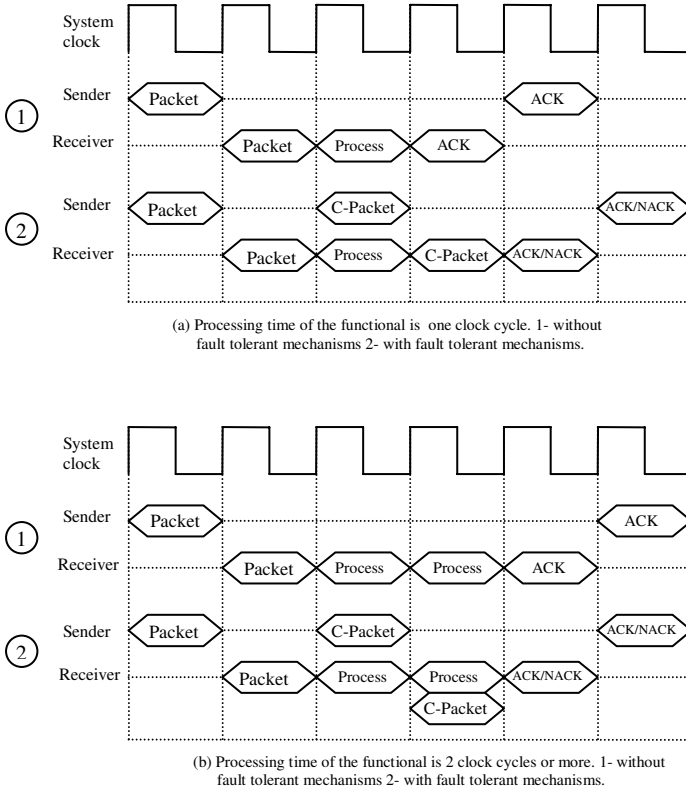 System
clock
Sender Packet ACK
1
Receiver Packet Process ACK
Sender Packet C-Packet ACK/NACK
2
Receiver Packet Process C-Packet ACK/NACK
(a) Processing time of the functional is one clock cycle. 1- without
fault tolerant mechanisms 2- with fault tolerant mechanisms.
System
clock
Sender Packet ACK
1
Receiver Packet Process Process ACK
Sender Packet C-Packet ACK/NACK
2
Receiver Packet Process Process ACK/NACK
C-Packet
(b) Processing time of the functional is 2 clock cycles or more. 1- without
fault tolerant mechanisms 2- with fault tolerant mechanisms.